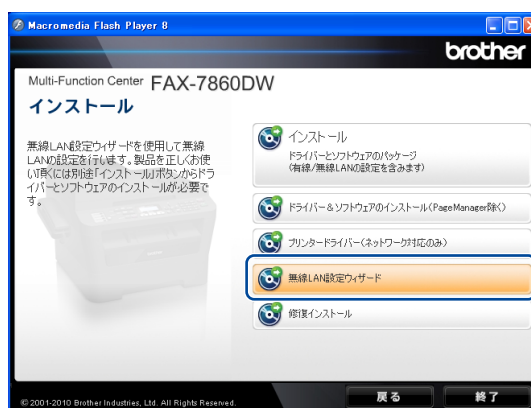 Macromedia Flash Player 8
brother
Multi-Function Center FAX-7860DW
インストール
無線LAN設定ウィザードを使用して無線
LANの設定を行います。製品を正しくお使
い頂くには別途「インストール」ボタンからドラ
イバーとソフトウェアのインストールが必要で
す。
インストール
ドライバーとソフトウェアのパッケージ
(有線/無線LANの設定を含みます)
ドライバー&ソフトウェアのインストール(PageManager除く)
プリンタードライバー(ネットワーク対応のみ)
無線LAN設定ウィザード
修復インストール
© 2001-2010 Brother Industries, Ltd. All Rights Reserved.
戻る
終了